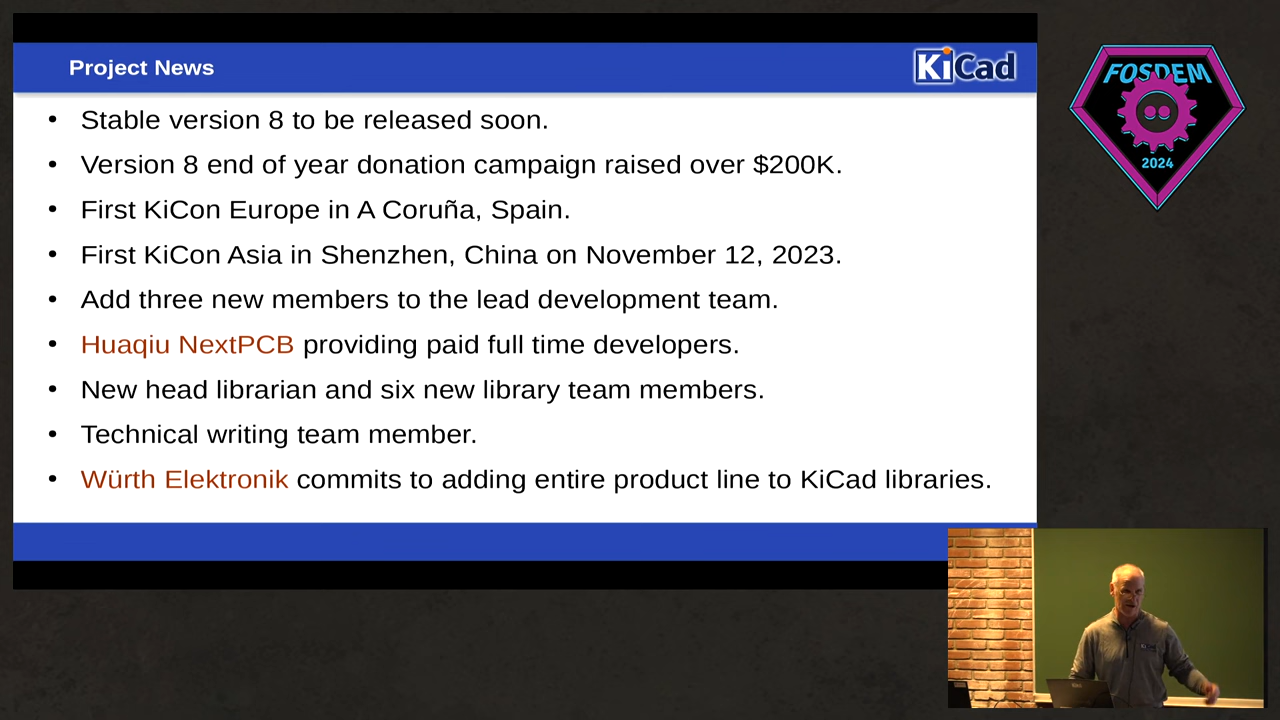 Project News
KiCad
FOSDEM
2024
• Stable version 8 to be released soon.
• Version 8 end of year donation campaign raised over $200K.
• First KiCon Europe in A Coruña, Spain.
• First KiCon Asia in Shenzhen, China on November 12, 2023.
• Add three new members to the lead development team.
• Huaqiu NextPCB providing paid full time developers.
• New head librarian and six new library team members.
• Technical writing team member.
• Würth Elektronik commits to adding entire product line to KiCad libraries.